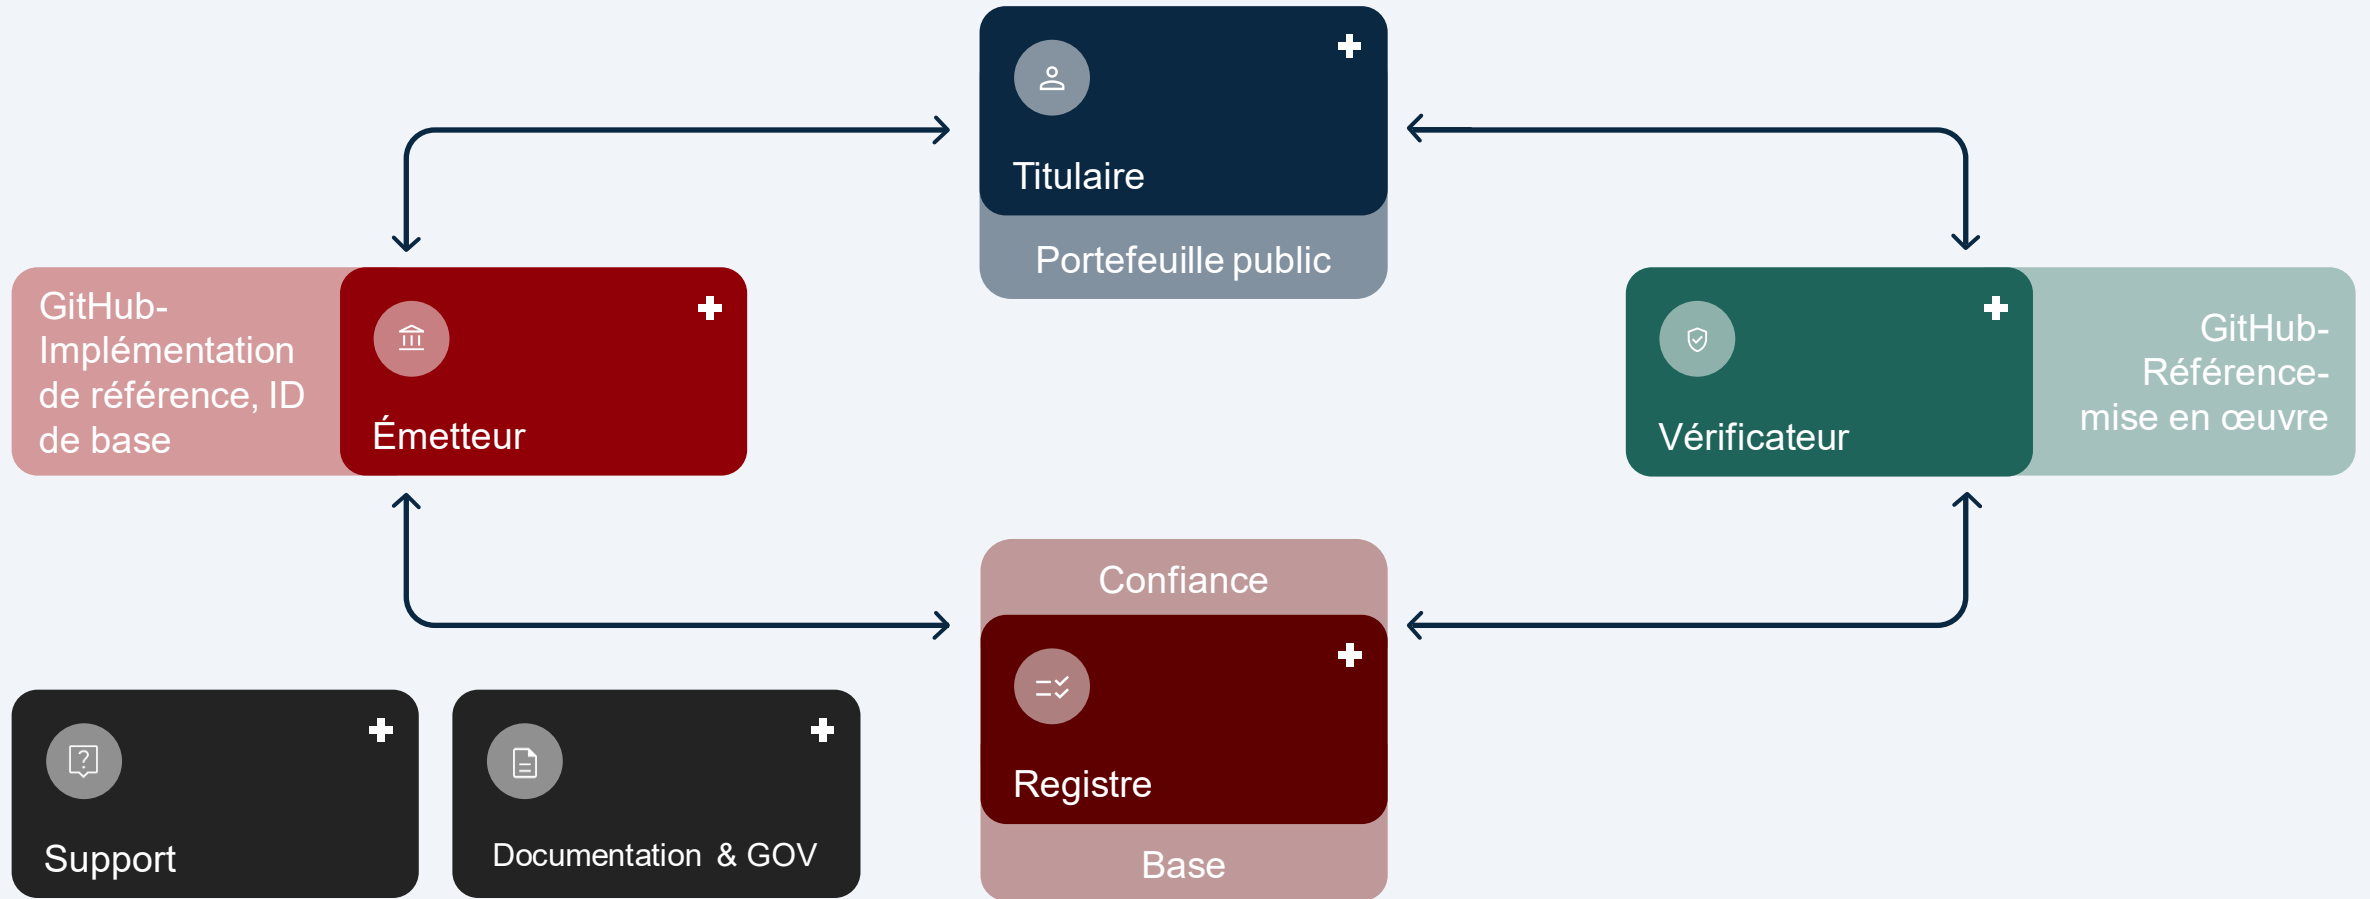 Titulaire
Portefeuille public
GitHub-
Implémentation
de référence, ID
de base
Émetteur
Vérificateur
GitHub-
Référence-
mise en œuvre
Confiance
Registre
Base
Support
Documentation & GOV